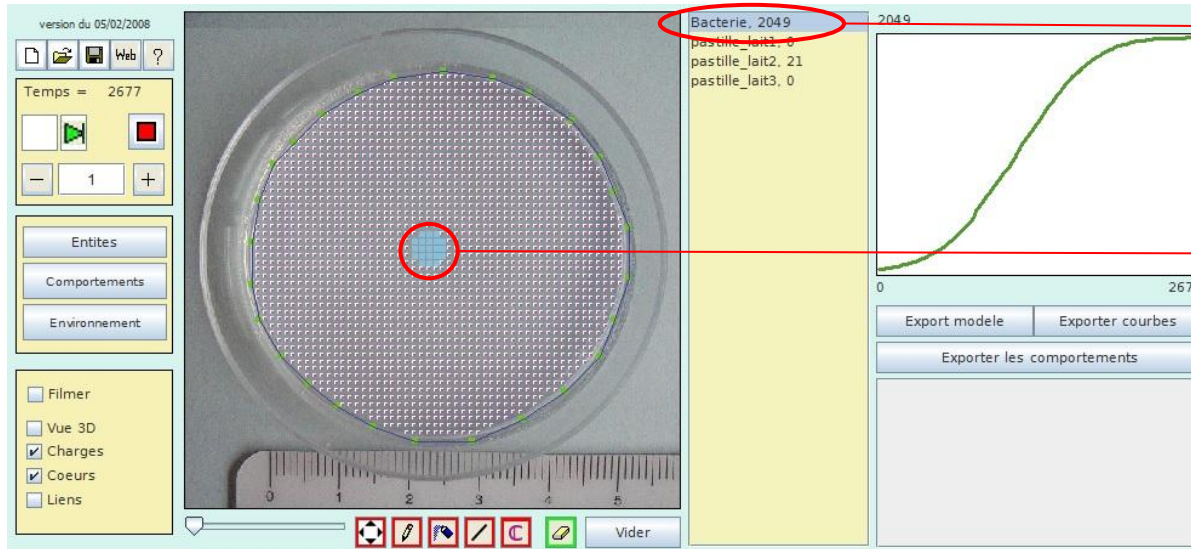 version du 05/02/2008
Web ?
Temps = 2677
− 1 +
Entites
Comportements
Environnement
Filmer
Vue 3D
Charges
Coeurs
Liens
0 1 2 3 4 5
Vider
Bacterie, 2049
pastille_lait1, 0
pastille_lait2, 21
pastille_lait3, 0
2049
0 267
Export modele Exporter courbes
Exporter les comportements